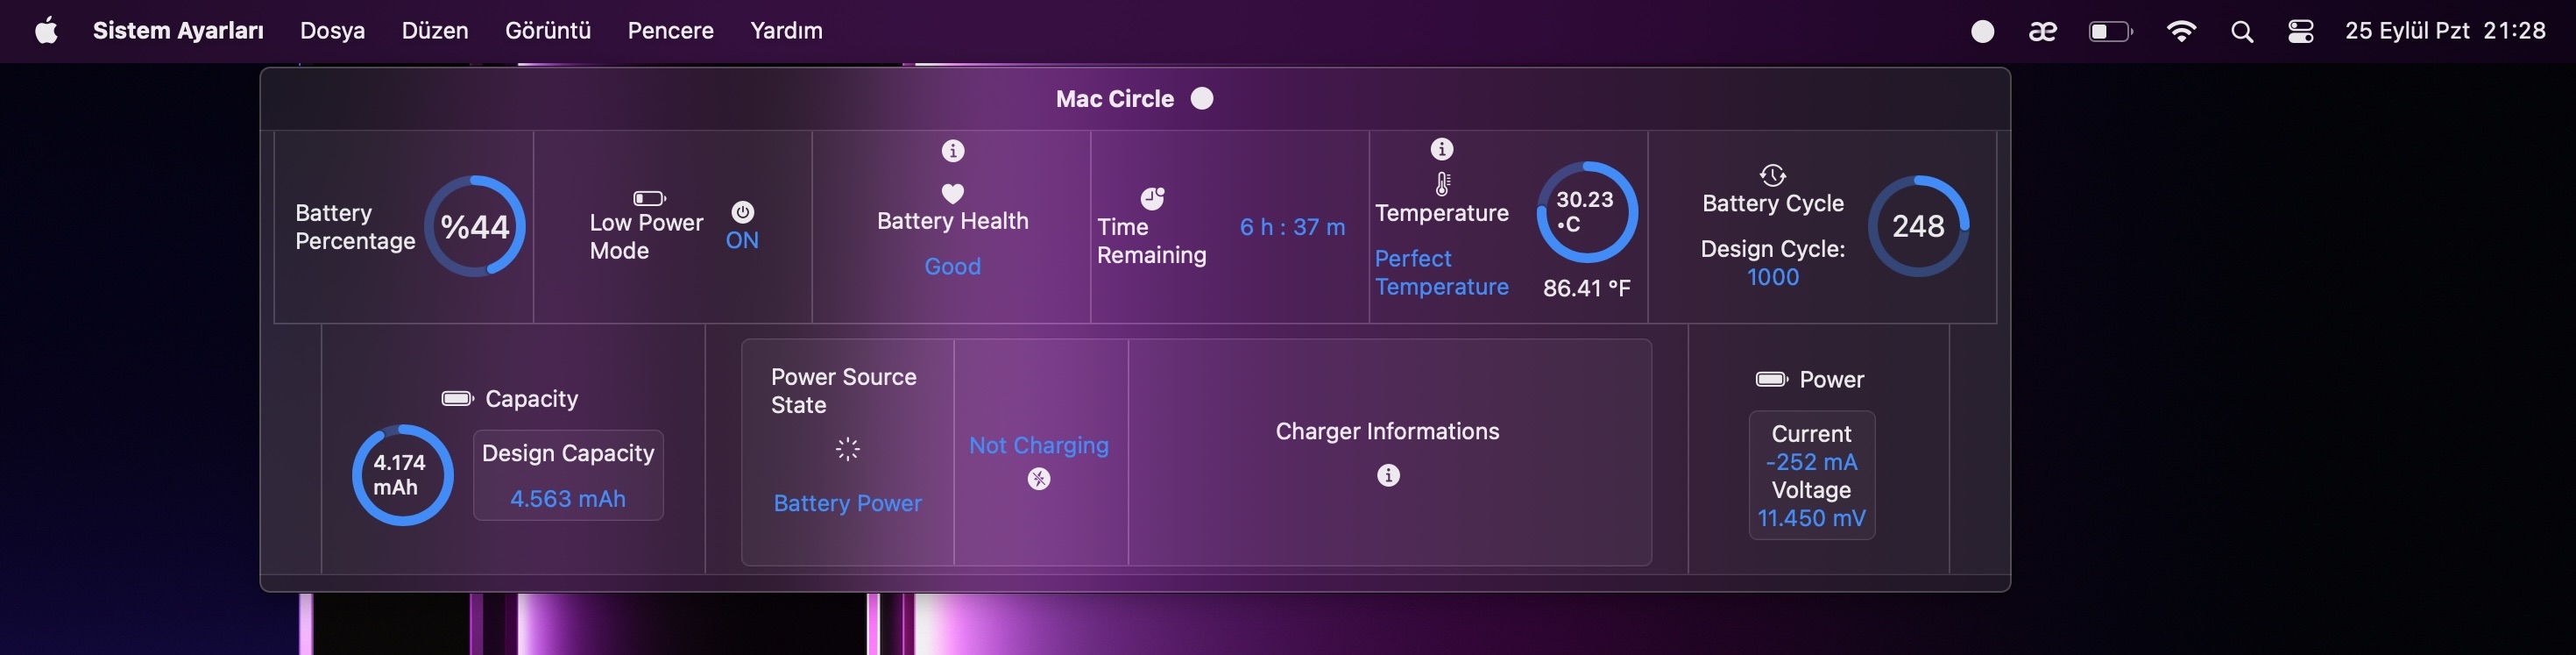 Sistem Ayarları Dosya Düzen Görüntü Pencere Yardım æ 25 Eylül Pzt 21:28
Mac Circle
Battery
Percentage
%44
Low Power
Mode
ON
Battery Health
Good
Time
Remaining
6 h : 37 m
Temperature
Perfect
Temperature
30.23
°C
86.41 °F
Battery Cycle
Design Cycle:
1000
248
Capacity
4.174
mAh
Design Capacity
4.563 mAh
Power Source
State
Battery Power
Not Charging
Charger Informations
Power
Current
-252 mA
Voltage
11.450 mV